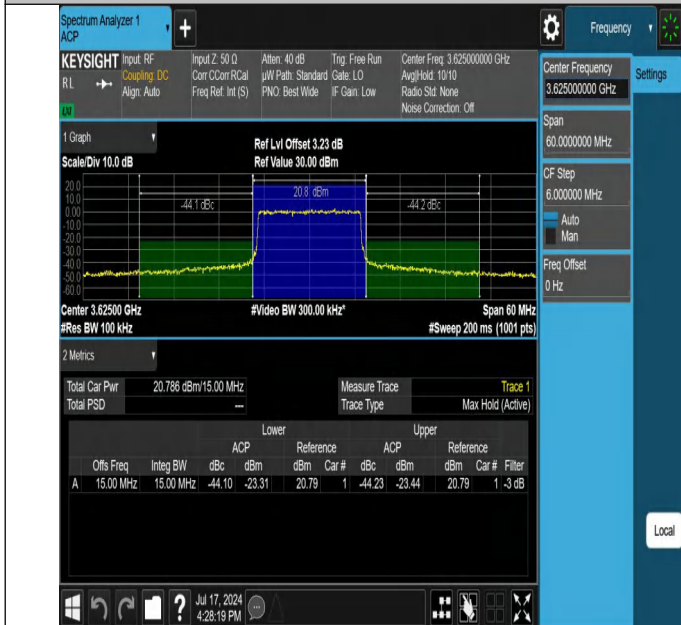 Spectrum Analyzer 1
ACP
Frequency
KEYSIGHT Input: RF Input Z: 50 Ω Atten: 40 dB Trig: Free Run Center Freq: 3.625000000 GHz
RL Coupling: DC Corr CCorr RCal µW Path: Standard Gate: LO Avg|Hold: 10/10
Align: Auto Freq Ref: Int (S) PNO: Best Wide IF Gain: Low Radio Std: None
Noise Correction: Off
Center Frequency
3.625000000 GHz
Settings
Span
60.0000000 MHz
CF Step
6.000000 MHz
Auto
Man
Freq Offset
0 Hz
1 Graph
Ref Lvl Offset 3.23 dB
Scale/Div 10.0 dB Ref Value 30.00 dBm
20.0
10.0
0.00
-10.0
-20.0
-30.0
-40.0
-50.0
-60.0
-44.1 dBc 20.8 dBm -44.2 dBc
Center 3.62500 GHz #Video BW 300.00 kHz* Span 60 MHz
#Res BW 100 kHz #Sweep 200 ms (1001 pts)
2 Metrics
Total Car Pwr 20.786 dBm/15.00 MHz Measure Trace Trace 1
Total PSD --- Trace Type Max Hold (Active)
Lower Upper
ACP Reference ACP Reference
Offs Freq Integ BW dBc dBm dBm Car # dBc dBm dBm Car # Filter
A 15.00 MHz 15.00 MHz -44.10 -23.31 20.79 1 -44.23 -23.44 20.79 1 -3 dB
Local
? Jul 17, 2024
4:28:19 PM